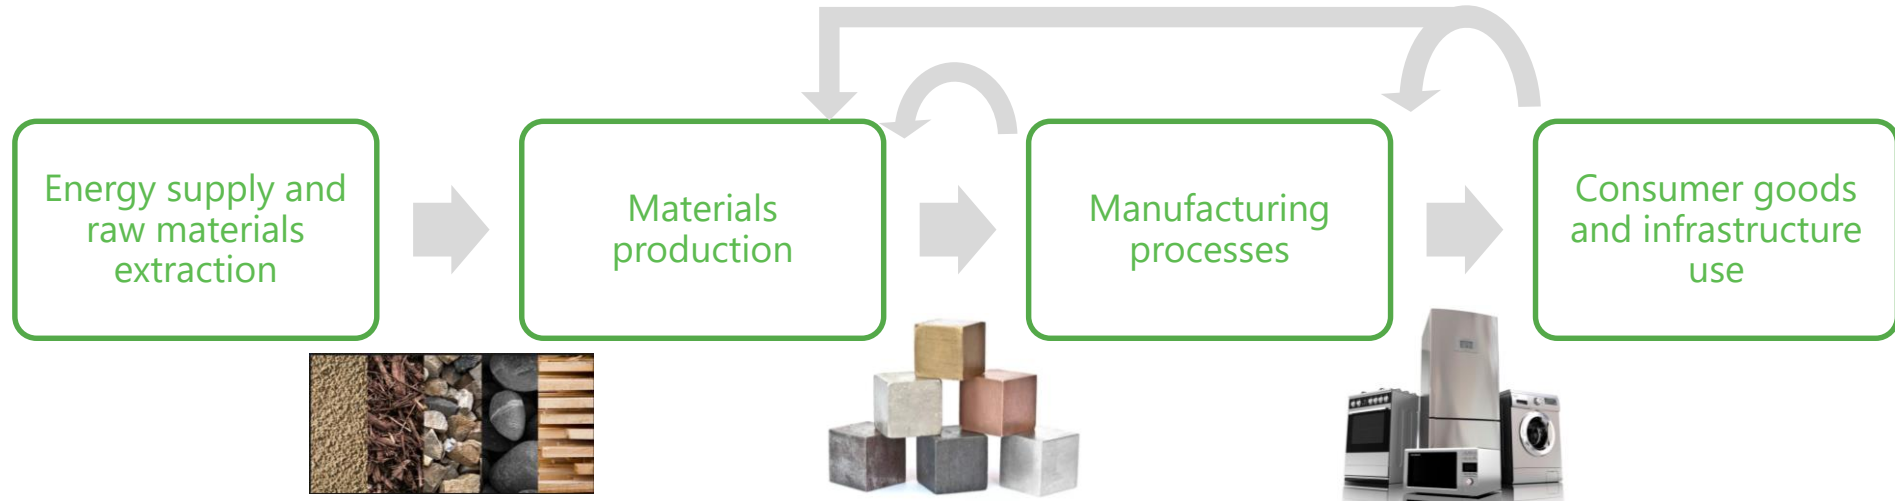 Energy supply and
raw materials
extraction
Materials
production
Manufacturing
processes
Consumer goods
and infrastructure
use